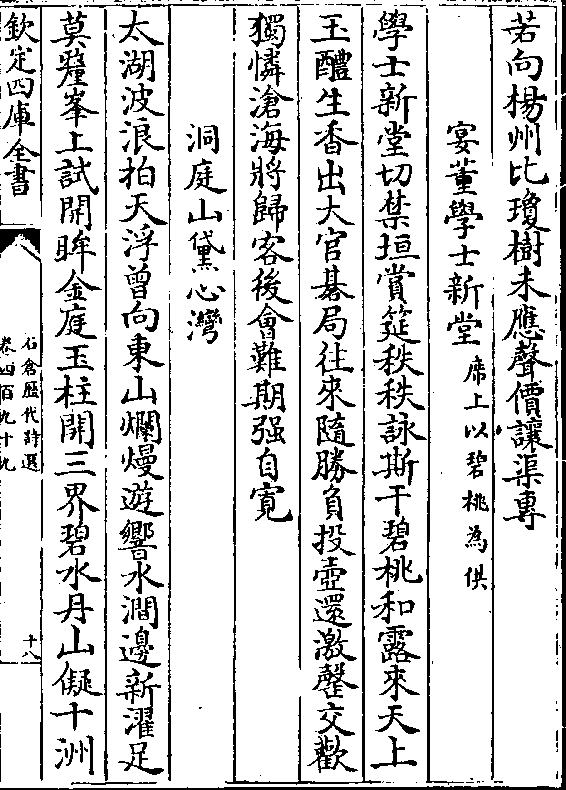 若向楊州比瓊樹未應聲價讓渠專
宴董學士新堂 席上以碧桃為供
學士新堂切禁垣賞筵秩秩詠斯干碧桃和露來天上
玉醴生香出大官碁局往來隨勝負投壺還激罄交歡
獨憐滄海將歸客後會難期强自寛
洞庭山黛心灣
太湖波浪拍天浮曾向東山爛熳遊響水澗邊新濯足
莫釐峯上試開眸金庭玉柱開三界碧水丹山儗十洲
欽定四庫全書
石倉歷代詩選
卷四百九十九
十八